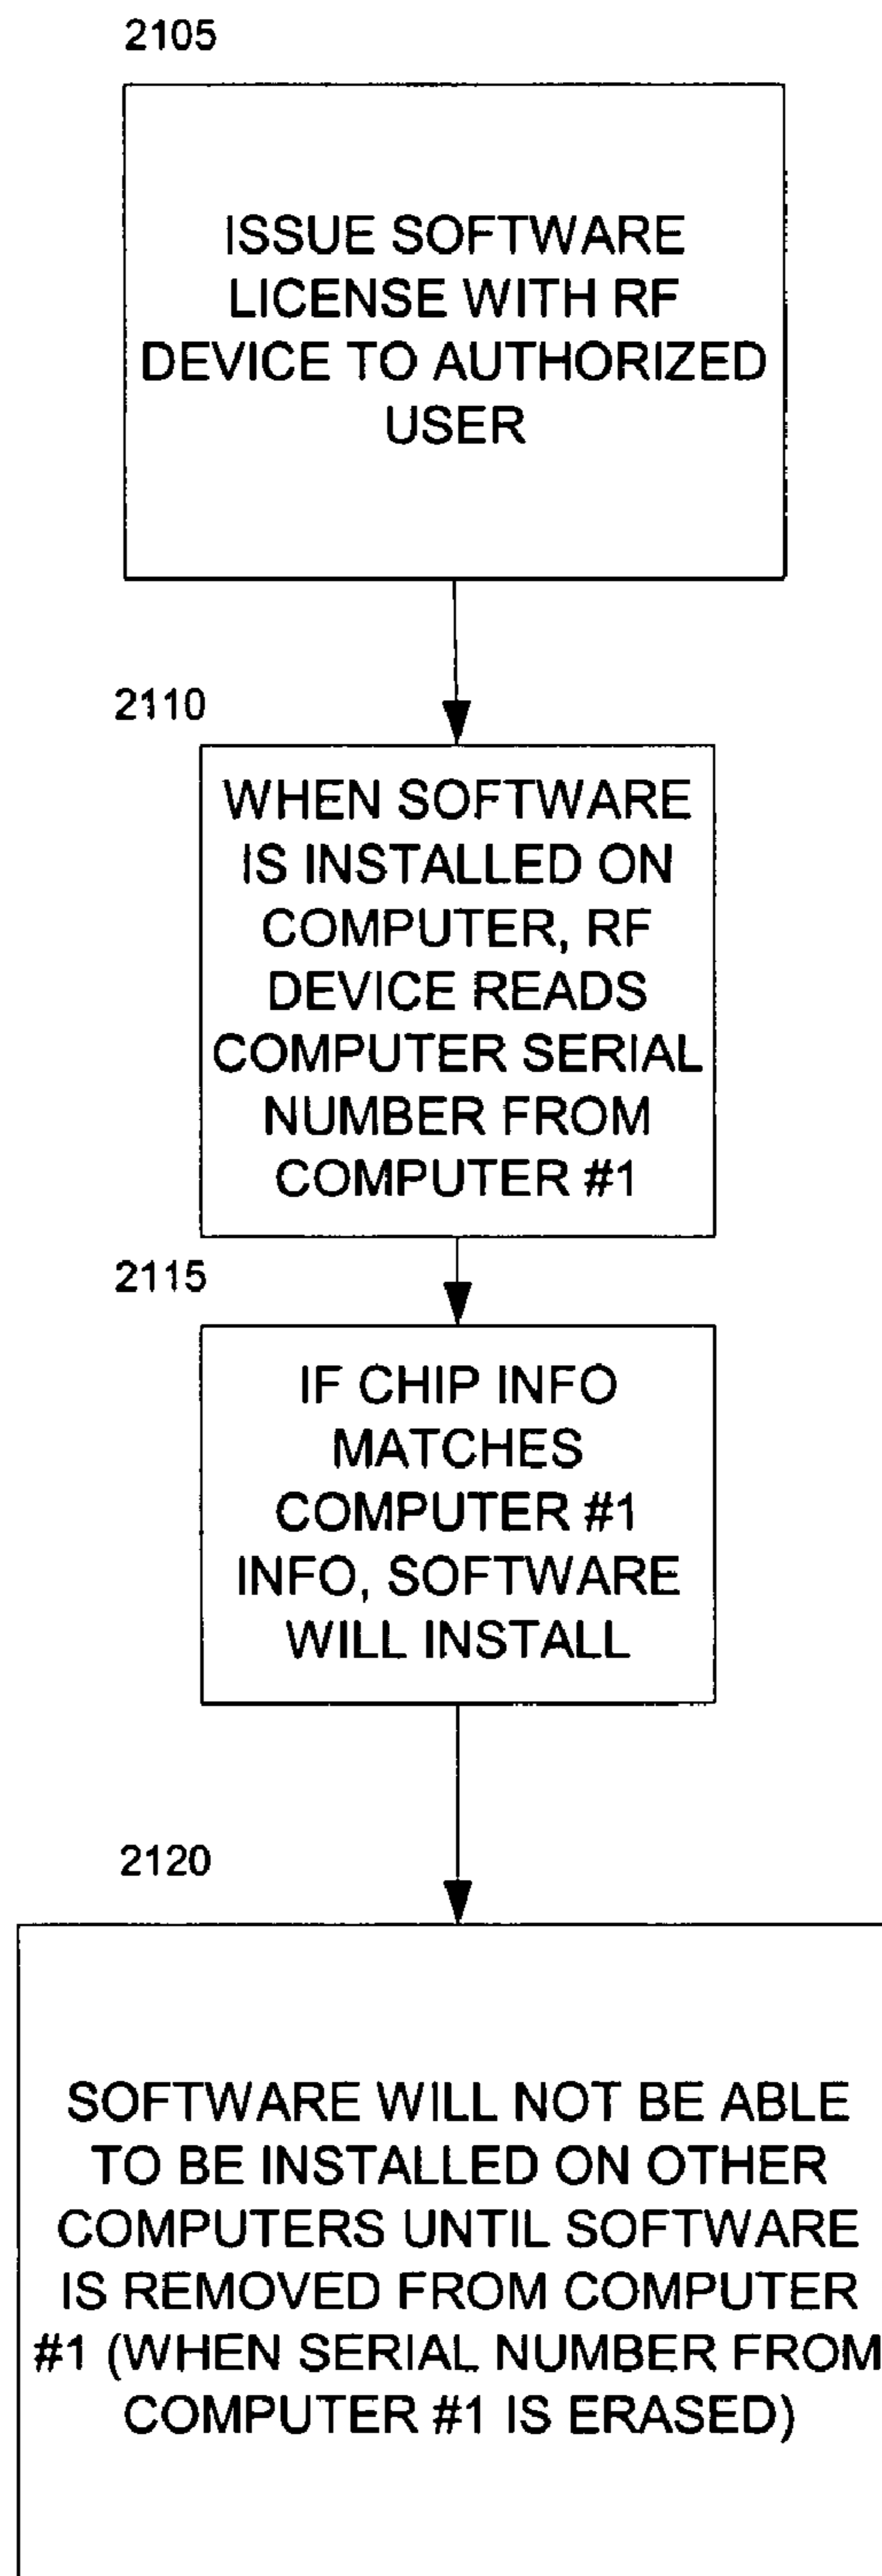 2105
ISSUE SOFTWARE
LICENSE WITH RF
DEVICE TO AUTHORIZED
USER
2110
WHEN SOFTWARE
IS INSTALLED ON
COMPUTER, RF
DEVICE READS
COMPUTER SERIAL
NUMBER FROM
COMPUTER #1
2115
IF CHIP INFO
MATCHES
COMPUTER #1
INFO, SOFTWARE
WILL INSTALL
2120
SOFTWARE WILL NOT BE ABLE
TO BE INSTALLED ON OTHER
COMPUTERS UNTIL SOFTWARE
IS REMOVED FROM COMPUTER
#1 (WHEN SERIAL NUMBER FROM
COMPUTER #1 IS ERASED)